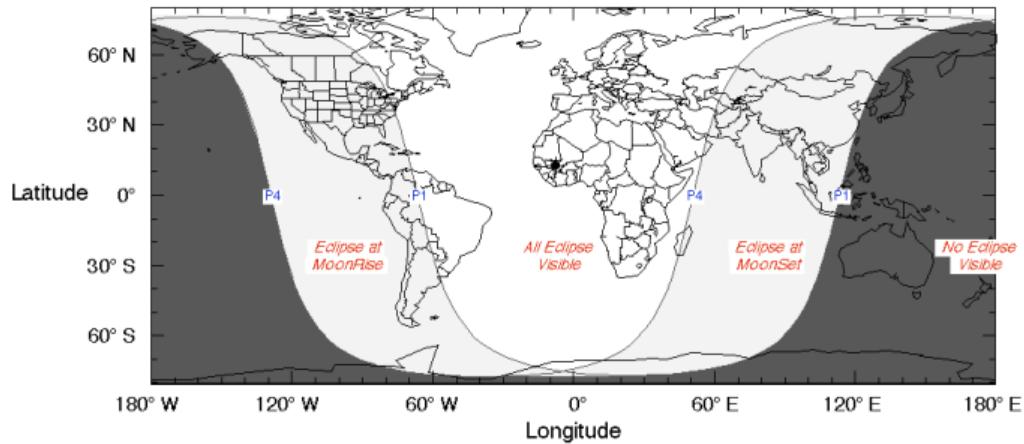 60° N
30° N
Latitude
0°
P4
P1
P4
P1
Eclipse at
MoonRise
All Eclipse
Visible
Eclipse at
MoonSet
No Eclipse
Visible
30° S
60° S
180° W
120° W
60° W
0°
60° E
120° E
180° E
Longitude